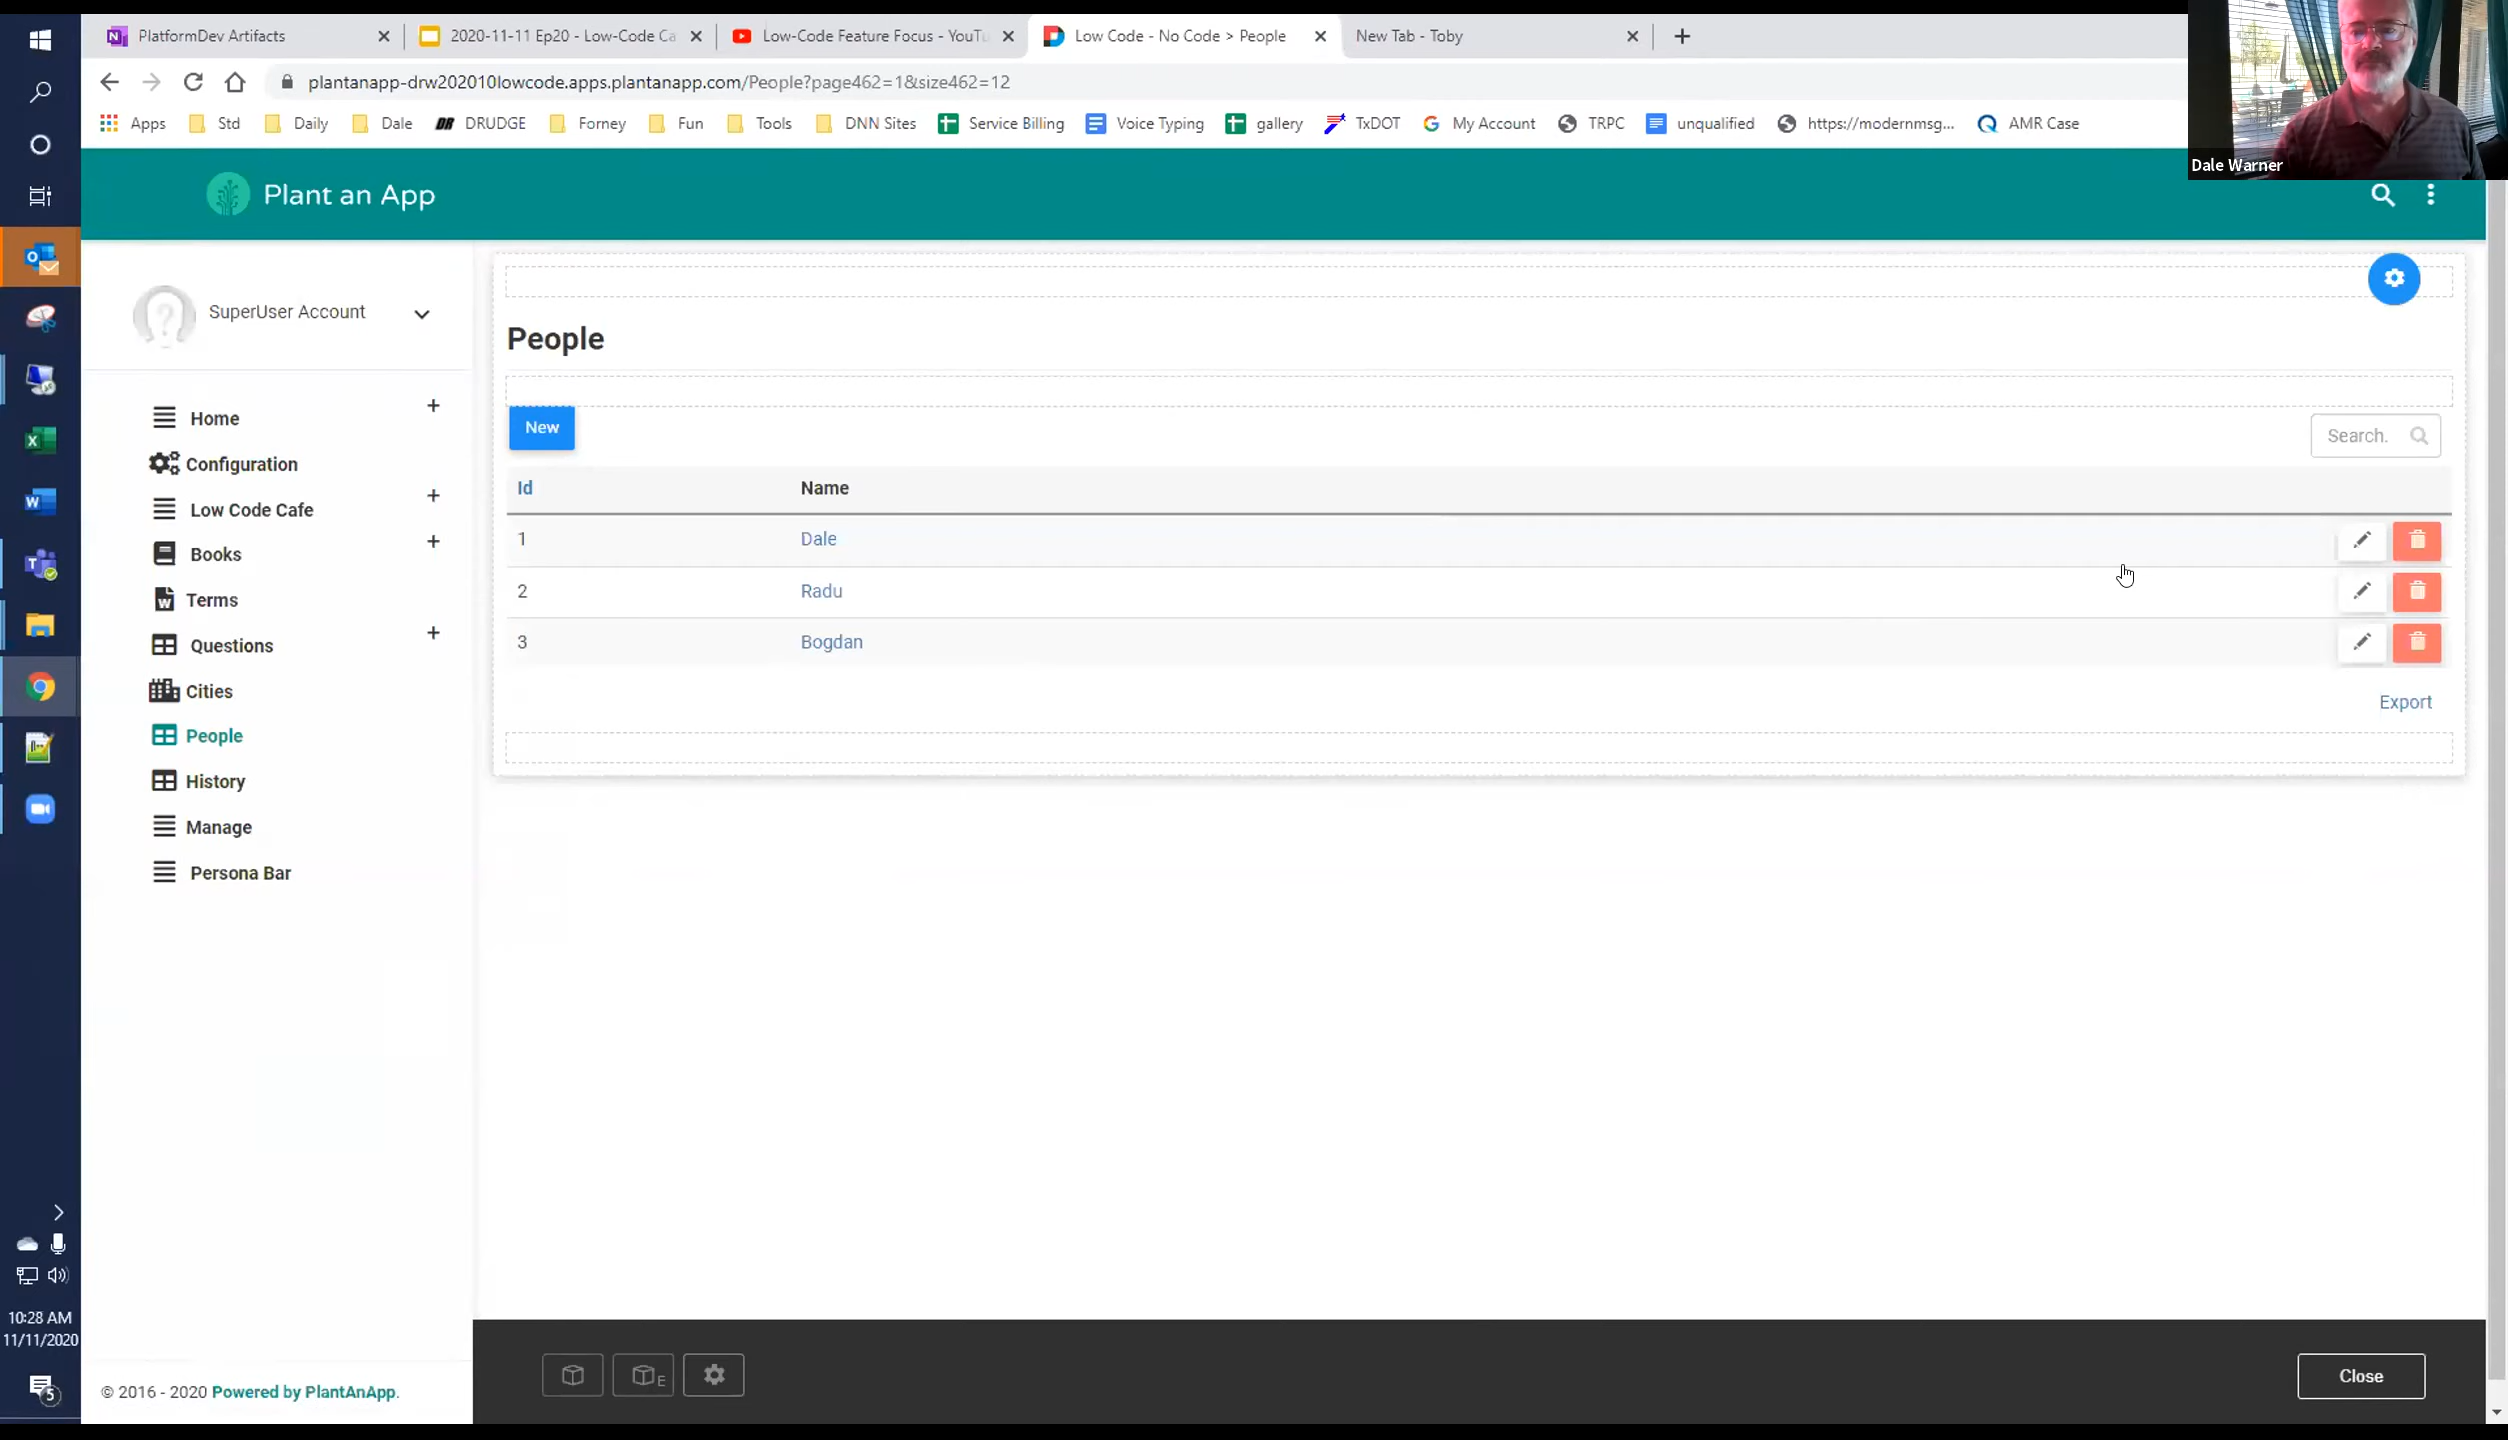 PlatformDev Artifacts
2020-11-11 Ep20 - Low-Code Ca
Low-Code Feature Focus - YouTu
Low Code - No Code > People
New Tab - Toby
plantanapp-drw202010lowcode.apps.plantanapp.com/People?page462=1&size462=12
Apps Std Daily Dale DR DRUDGE Forney Fun Tools DNN Sites Service Billing Voice Typing gallery TxDOT My Account TRPC unqualified https://modernmsg... AMR Case
Dale Warner
Plant an App
SuperUser Account
Home
Configuration
Low Code Cafe
Books
Terms
Questions
Cities
People
History
Manage
Persona Bar
© 2016 - 2020 Powered by PlantAnApp.
People
New
Search.
Id Name
1 Dale
2 Radu
3 Bogdan
Export
E
Close
10:28 AM
11/11/2020
5